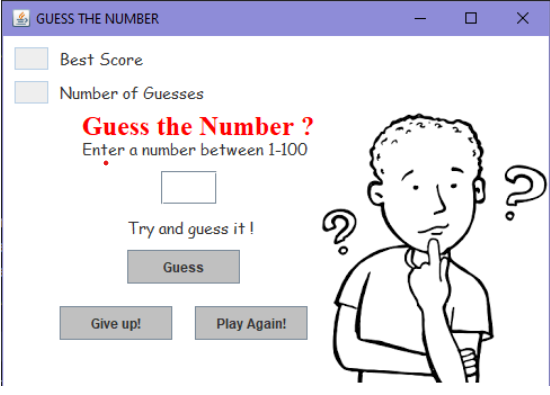 GUESS THE NUMBER
Best Score
Number of Guesses
Guess the Number ?
Enter a number between 1-100
Try and guess it !
Guess
Give up! Play Again!
? ?